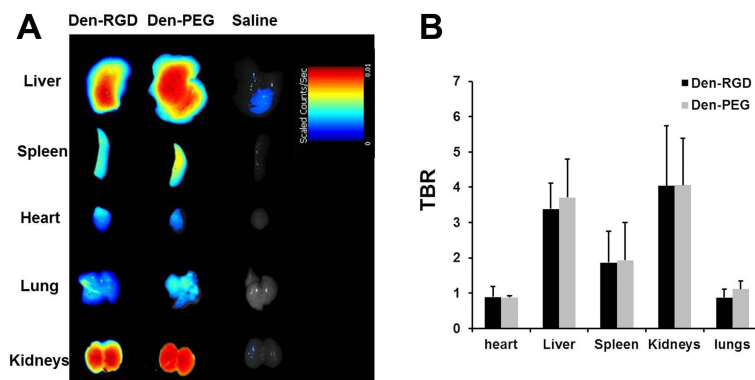 A
Den-RGD Den-PEG Saline
Liver
Spleen
Heart
Lung
Kidneys
0.01
Scaled Counts/Sec
0
B
7
6
5
4
3
2
1
0
TBR
Den-RGD
Den-PEG
heart Liver Spleen Kidneys lungs